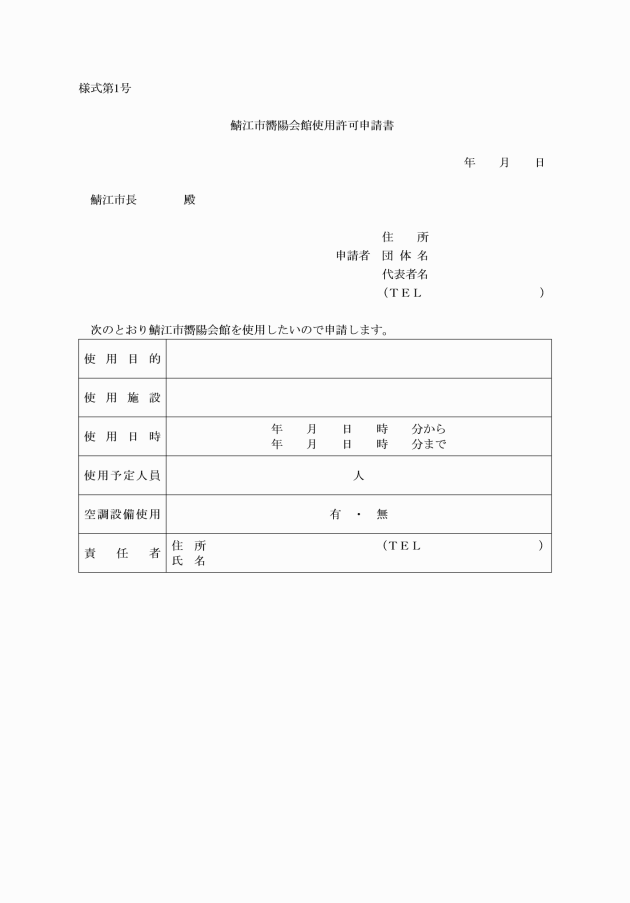 様式第1号
鯖江市嚮陽会館使用許可申請書
年　　月　　日
鯖江市長　　　　殿
住　　所
申請者　団 体 名
代表者名
（ＴＥＬ　　　　　　　　　　）
次のとおり鯖江市嚮陽会館を使用したいので申請します。
使 用 目 的
使 用 施 設
使 用 日 時　年　　月　　日　　時　　分から
年　　月　　日　　時　　分まで
使用予定人員　人
空調設備使用　有　・　無
責　任　者　住　所　　　　（ＴＥＬ　　　　　　　　　　）
氏　名